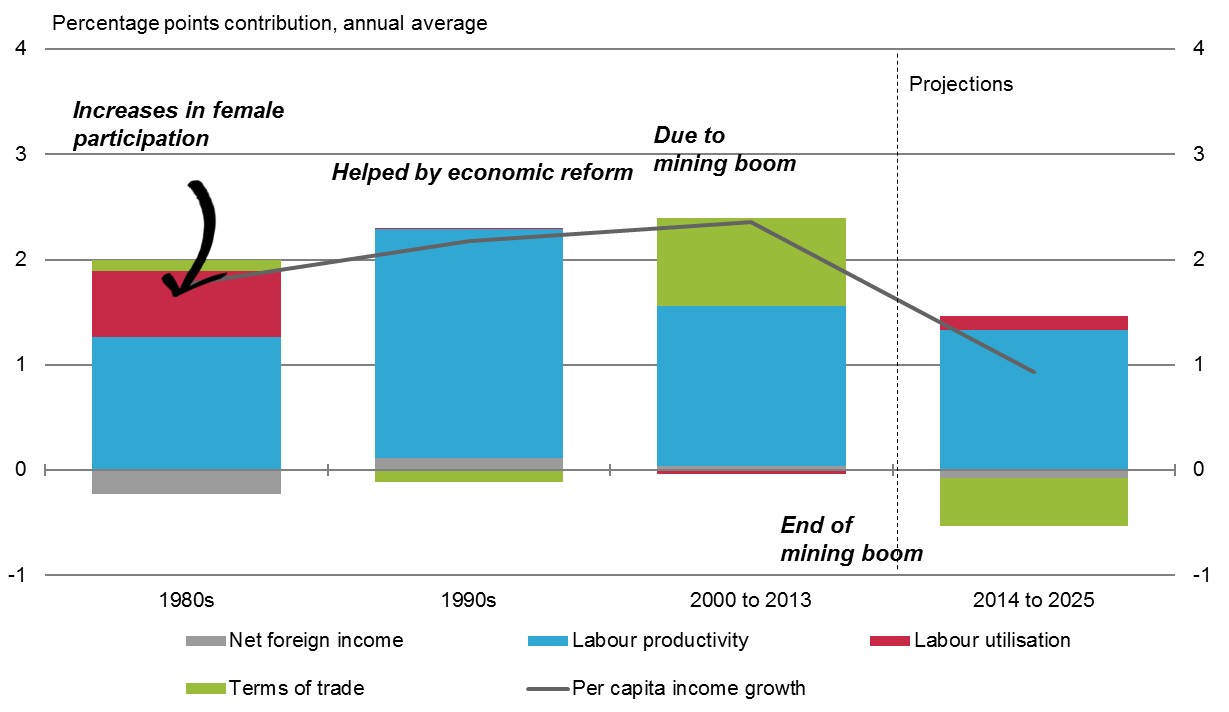 Percentage points contribution, annual average
4 4
Projections
Increases in female
participation
Due to
mining boom
3 3
Helped by economic reform
2 2
1 1
0 0
End of
mining boom
-1 -1
1980s 1990s 2000 to 2013 2014 to 2025
Net foreign income Labour productivity Labour utilisation
Terms of trade Per capita income growth